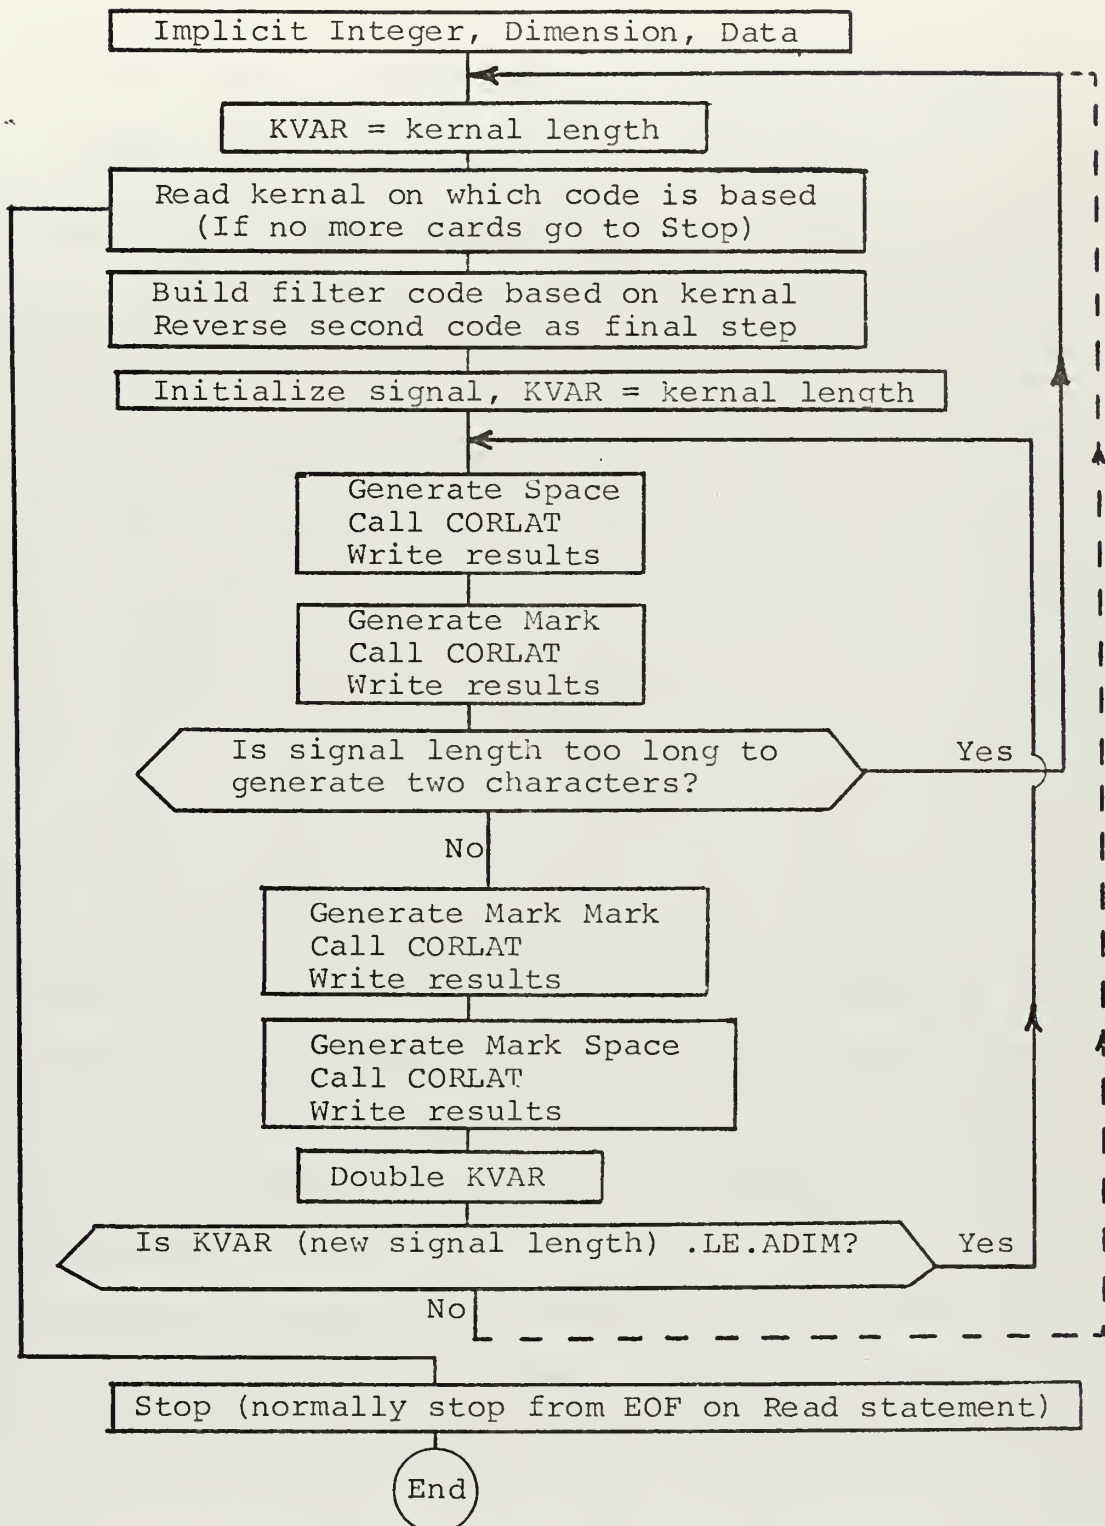 Implicit Integer, Dimension, Data
KVAR = kernal length
Read kernal on which code is based
(If no more cards go to Stop)
Build filter code based on kernal
Reverse second code as final step
Initialize signal, KVAR = kernal length
Generate Space
Call CORLAT
Write results
Generate Mark
Call CORLAT
Write results
Is signal length too long to
generate two characters?
Yes
No
Generate Mark Mark
Call CORLAT
Write results
Generate Mark Space
Call CORLAT
Write results
Double KVAR
Is KVAR (new signal length) .LE.ADIM?
Yes
No
Stop (normally stop from EOF on Read statement)
End